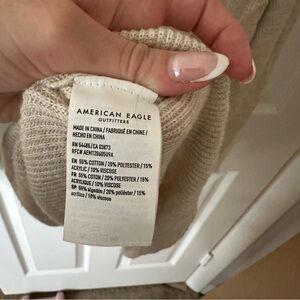 AMERICAN EAGLE
OUTFITTERS
MADE IN CHINA / FABRIQUÉ EN CHINE /
HECHO EN CHINA
RN 54485/CA 03073
RFC# AEM1206050S9A
EN 55% COTTON / 20% POLYESTER / 15%
ACRYLIC / 10% VISCOSE
FR 55% COTON / 20% POLYESTER / 15%
ACRYLIQUE / 10% VISCOSE
SP 55% algodón / 20% poliéster / 15%
acrílico / 10% viscosa